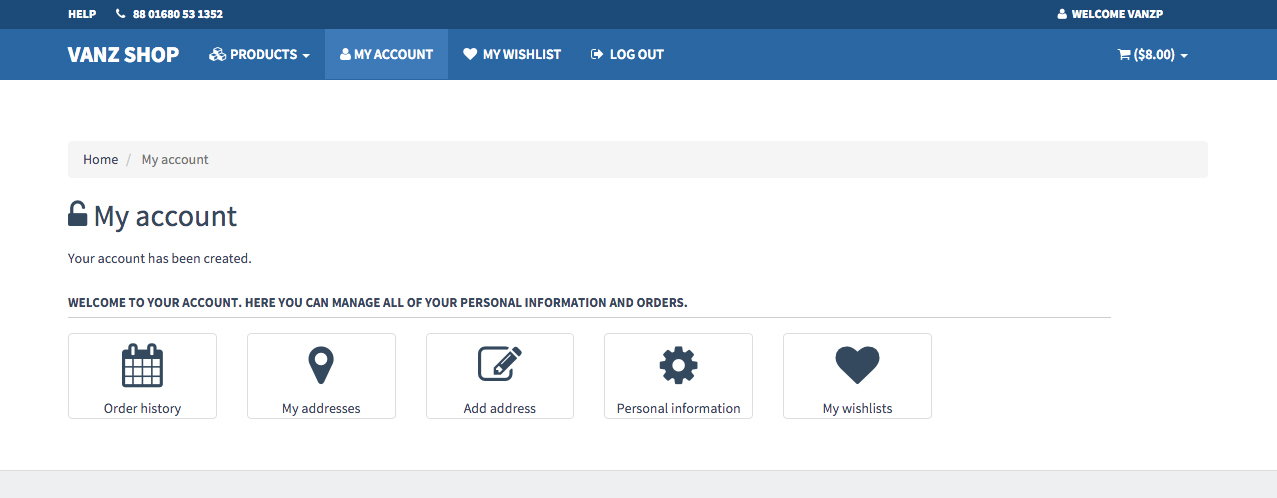 HELP 88 01680 53 1352 WELCOME VANZP
VANZ SHOP PRODUCTS MY ACCOUNT MY WISHLIST LOG OUT ($8.00)
Home / My account
My account
Your account has been created.
WELCOME TO YOUR ACCOUNT. HERE YOU CAN MANAGE ALL OF YOUR PERSONAL INFORMATION AND ORDERS.
Order history My addresses Add address Personal information My wishlists